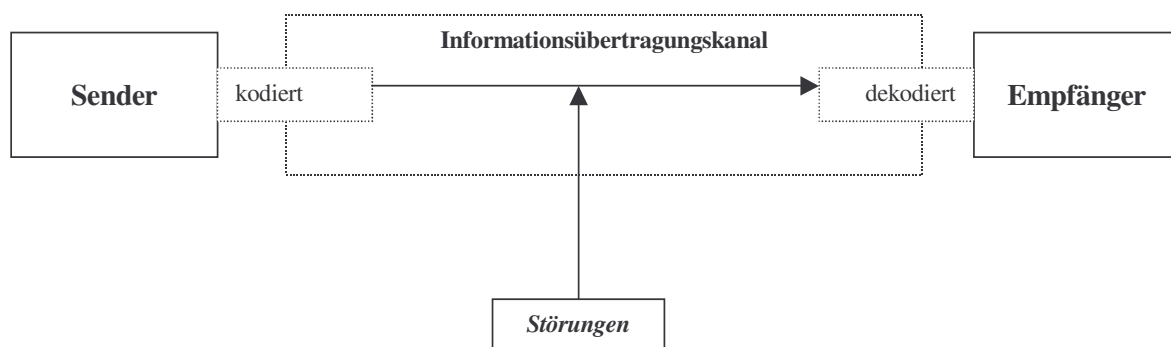 Informationsübertragungskanal
Sender
kodiert
dekodiert
Empfänger
Störungen